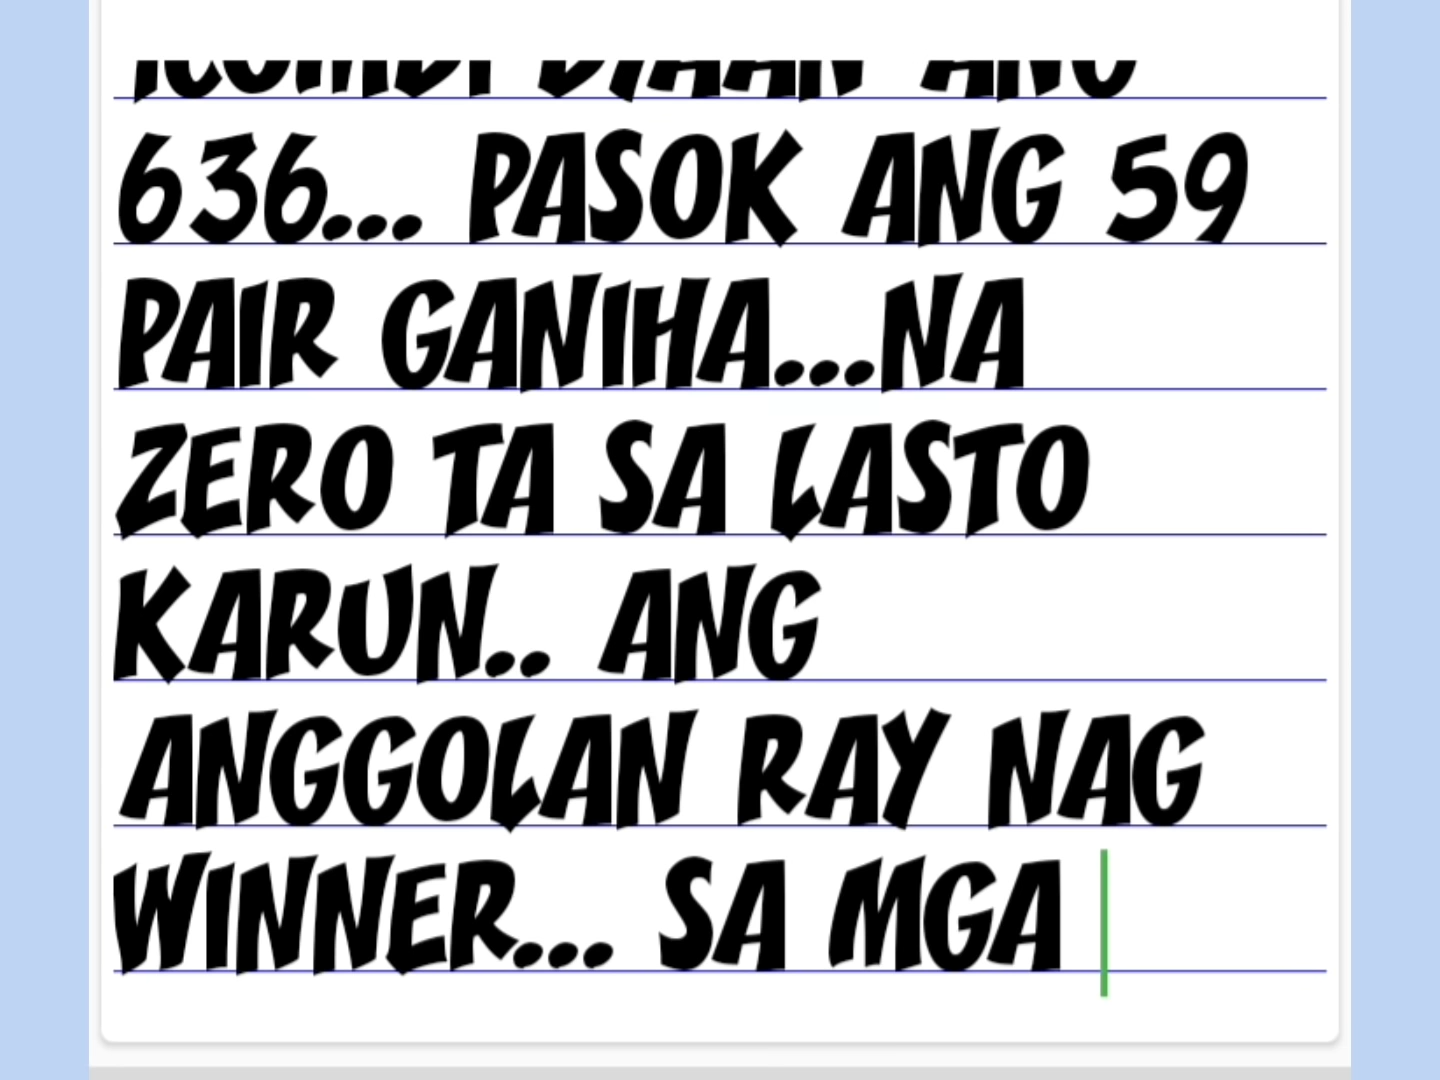 636... PASOK ANG 59
PAIR GANIHA...NA
ZERO TA SA LASTO
KARUN.. ANG
ANGGOLAN RAY NAG
WINNER... SA MGA